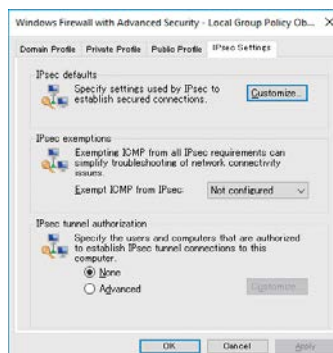 Windows Firewall with Advanced Security - Local Group Policy Ob... ×
Domain Profile Private Profile Public Profile IPsec Settings
IPsec defaults
Specify settings used by IPsec to
establish secured connections.
Customize...
IPsec exemptions
Exempting ICMP from all IPsec requirements can
simplify troubleshooting of network connectivity
issues.
Exempt ICMP from IPsec: Not configured
IPsec tunnel authorization
Specify the users and computers that are authorized
to establish IPsec tunnel connections to this
computer.
None
Advanced
Customize...
OK Cancel Apply